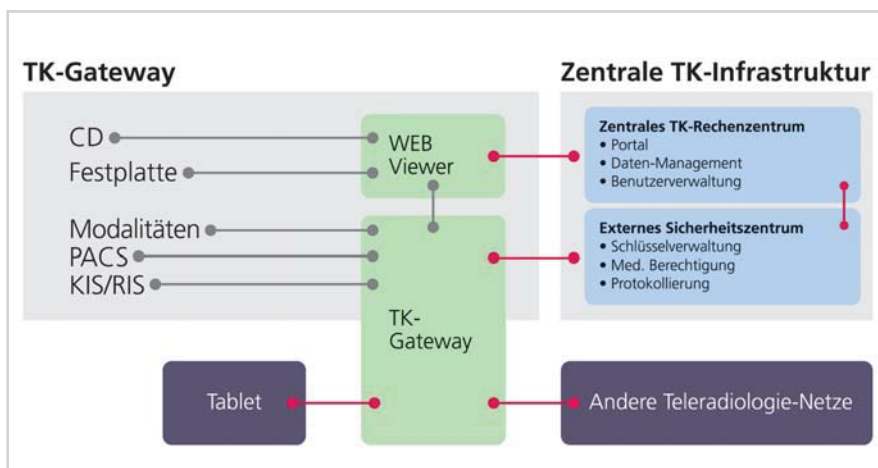 TK-Gateway
CD
Festplatte
Modalitäten
PACS
KIS/RIS
WEB
Viewer
TK-
Gateway
Tablet
Zentrale TK-Infrastruktur
Zentrales TK-Rechenzentrum
• Portal
• Daten-Management
• Benutzerverwaltung
Externes Sicherheitszentrum
• Schlüsselverwaltung
• Med. Berechtigung
• Protokollierung
Andere Teleradiologie-Netze